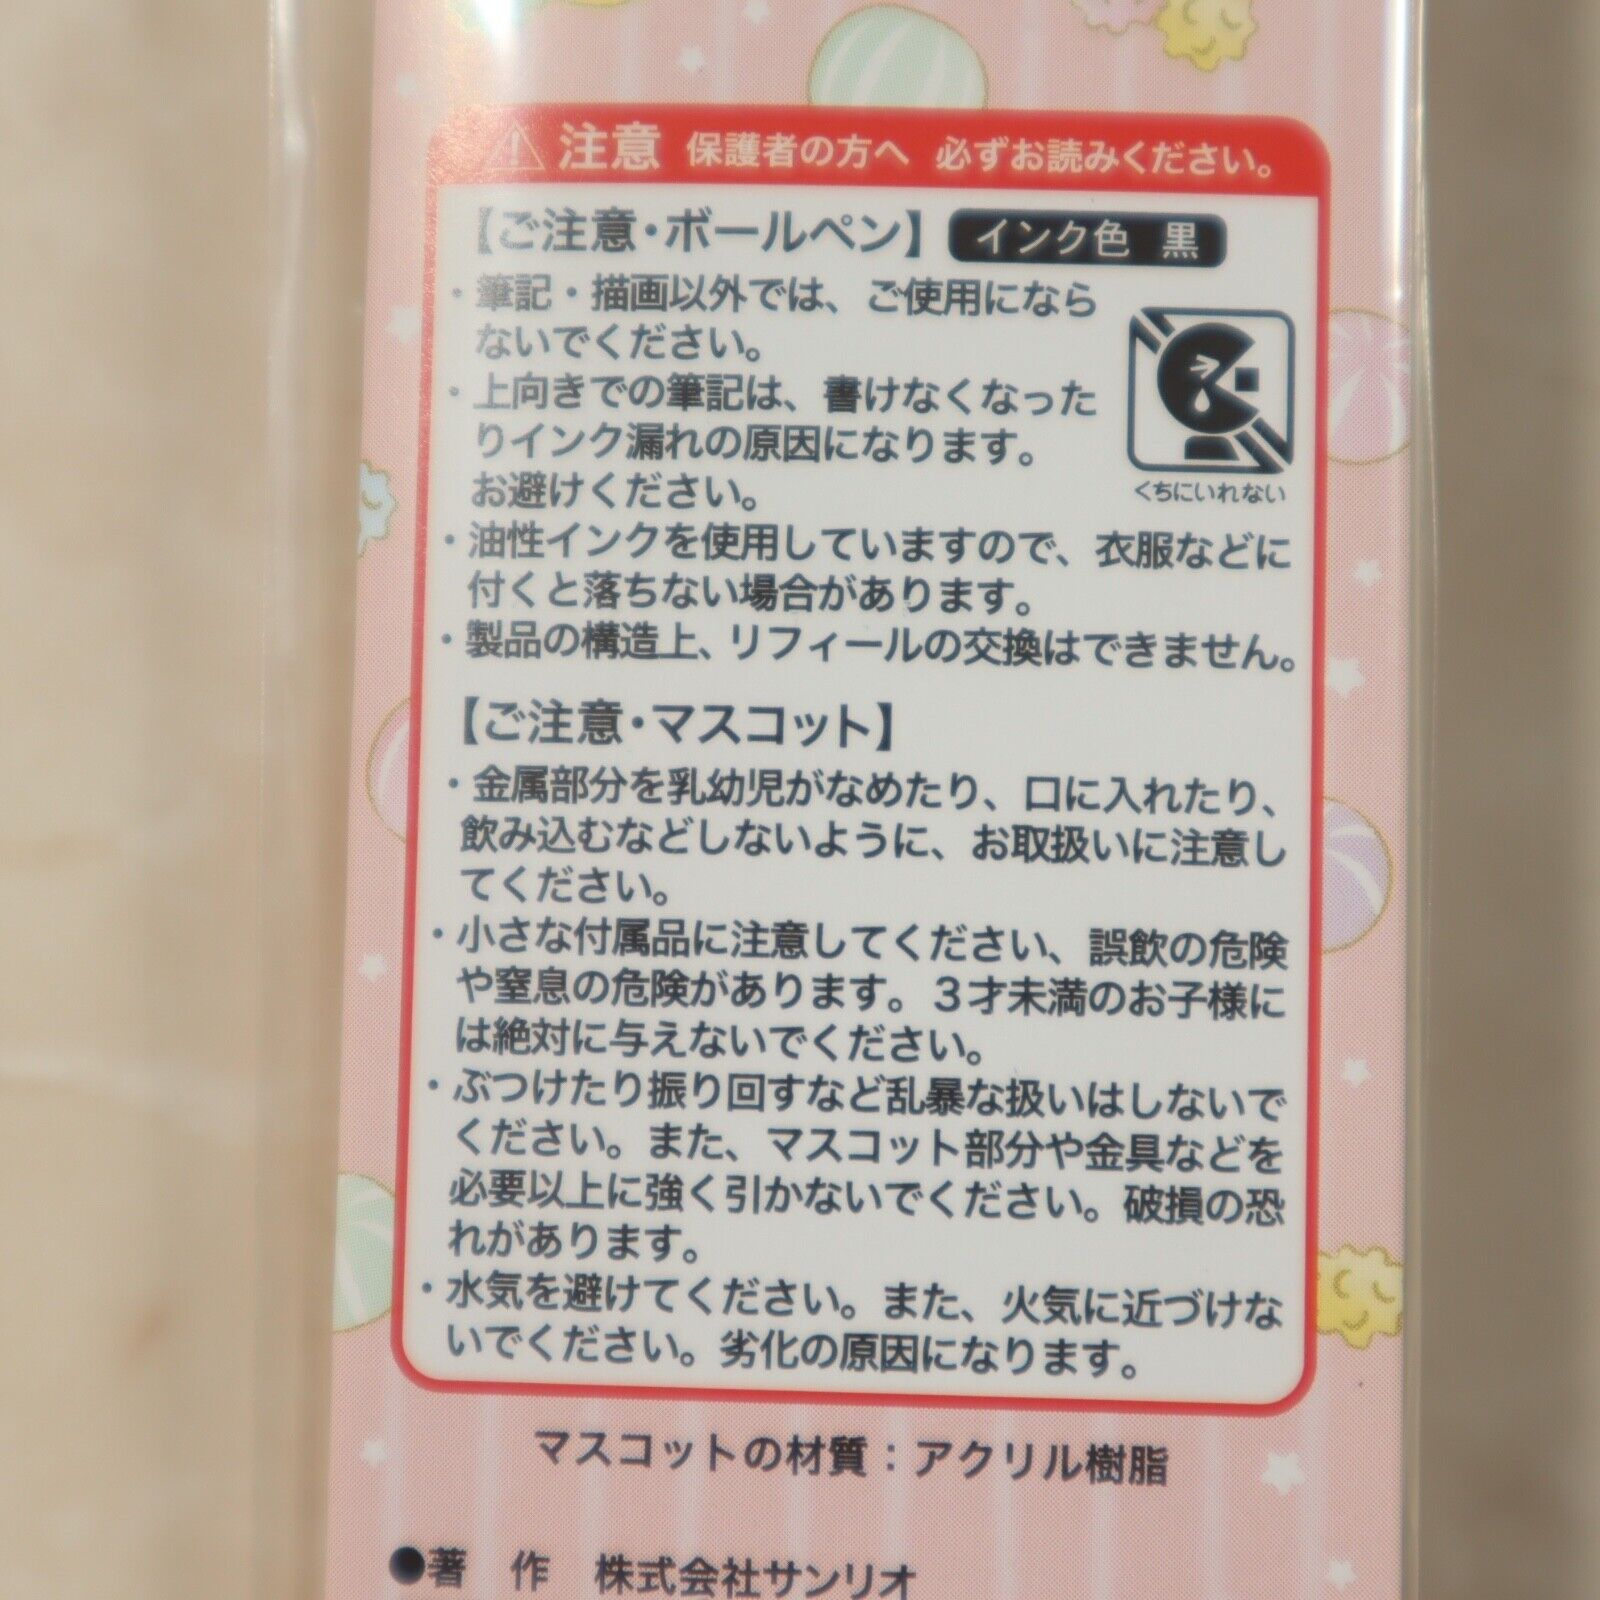 注意 保護者の方へ 必ずお読みください。
【ご注意・ボールペン】 インク色 黒
・筆記・描画以外では、ご使用になら
ないでください。
・上向きでの筆記は、書けなくなった
りインク漏れの原因になります。
お避けください。
くちにいれない
・油性インクを使用していますので、衣服などに
付くと落ちない場合があります。
・製品の構造上、リフィールの交換はできません。
【ご注意・マスコット】
・金属部分を乳幼児がなめたり、口に入れたり、
飲み込むなどしないように、お取扱いに注意し
てください。
・小さな付属品に注意してください、誤飲の危険
や窒息の危険があります。3才未満のお子様に
は絶対に与えないでください。
・ぶつけたり振り回すなど乱暴な扱いはしないで
ください。また、マスコット部分や金具などを
必要以上に強く引かないでください。破損の恐
れがあります。
・水気を避けてください。また、火気に近づけな
いでください。劣化の原因になります。
マスコットの材質：アクリル樹脂
●著 作 株式会社サンリオ